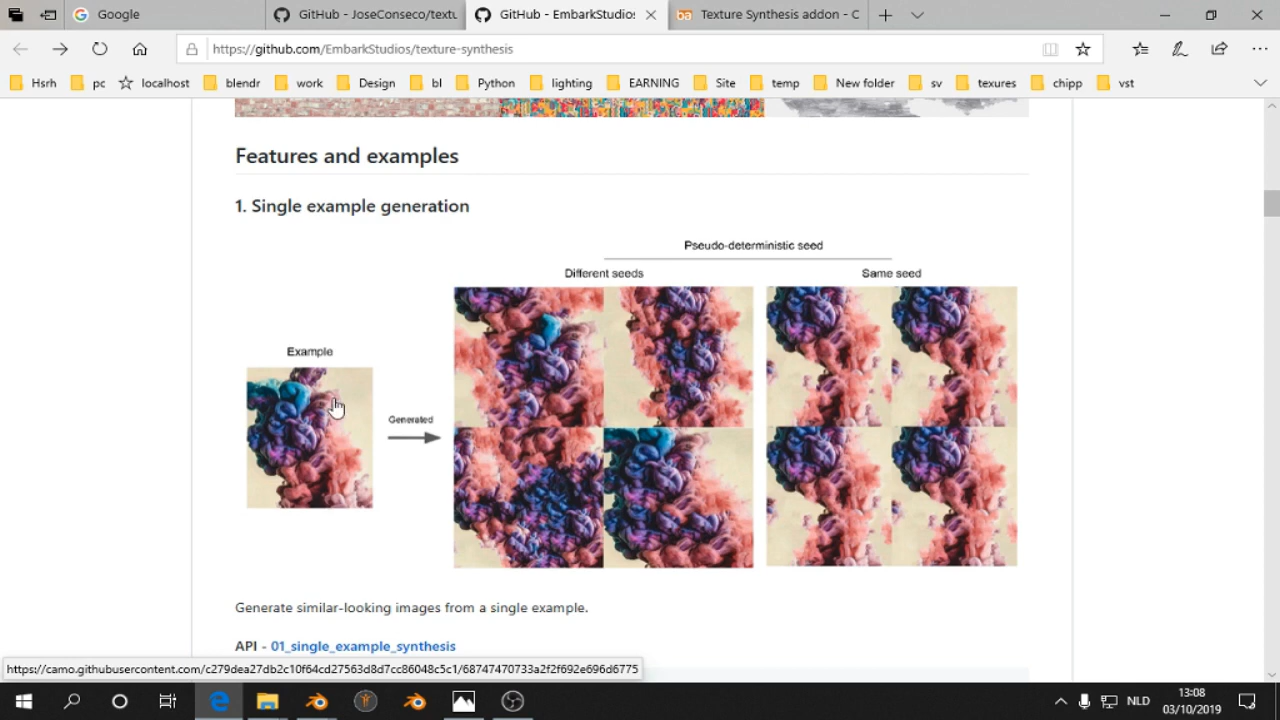 Google
GitHub - JoseConseco/textu
GitHub - EmbarkStudios
Texture Synthesis addon - C
https://github.com/EmbarkStudios/texture-synthesis
Hsrh
pc
localhost
blendr
work
Design
bl
Python
lighting
EARNING
Site
temp
New folder
sv
texures
chipp
vst
Features and examples
1. Single example generation
Pseudo-deterministic seed
Different seeds
Same seed
Example
Generated
Generate similar-looking images from a single example.
API - 01_single_example_synthesis
https://camo.githubusercontent.com/c279dea27db2c10f64cd27563d8d7cc86048c5c1/68747470733a2f2f692e696d6775
NLD
13:08
03/10/2019